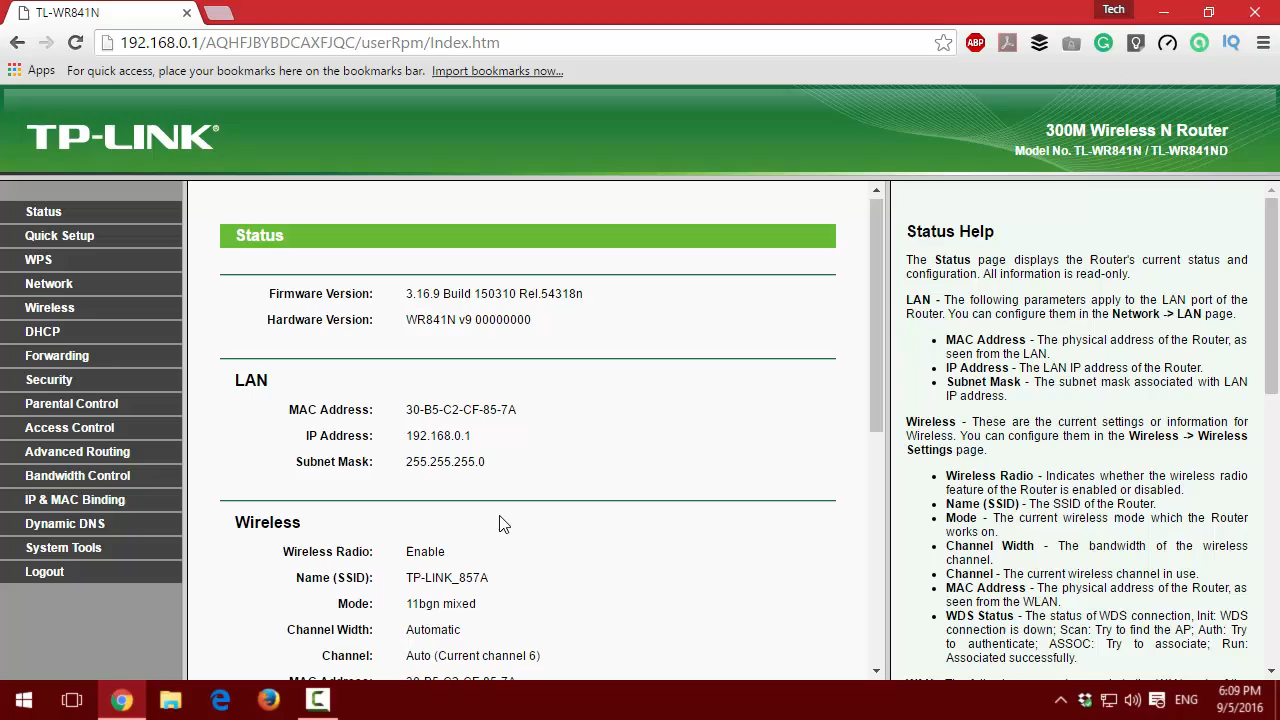 TL-WR841N
Tech
192.168.0.1/AQHFJBYRDCAXFJQC/userRpm/Index.htm
ABP
Apps
For quick access, place your bookmarks here on the bookmarks bar. Import bookmarks now...
TP-LINK®
300M Wireless N Router
Model No. TL-WR841N / TL-WR841ND
Status
Quick Setup
WPS
Network
Wireless
DHCP
Forwarding
Security
Parental Control
Access Control
Advanced Routing
Bandwidth Control
IP & MAC Binding
Dynamic DNS
System Tools
Logout
Status
Firmware Version: 3.16.9 Build 150310 Rel.54318n
Hardware Version: WR841N v9 00000000
LAN
MAC Address: 30-B5-C2-CF-85-7A
IP Address: 192.168.0.1
Subnet Mask: 255.255.255.0
Wireless
Wireless Radio: Enable
Name (SSID): TP-LINK_857A
Mode: 11bgn mixed
Channel Width: Automatic
Channel: Auto (Current channel 6)
MAC Address: 30-B5-C2-CF-85-7A
Status Help
The Status page displays the Router's current status and
configuration. All information is read-only.
LAN - The following parameters apply to the LAN port of the
Router. You can configure them in the Network -> LAN page.
• MAC Address - The physical address of the Router, as
seen from the LAN.
• IP Address - The LAN IP address of the Router.
• Subnet Mask - The subnet mask associated with LAN
IP address.
Wireless - These are the current settings or information for
Wireless. You can configure them in the Wireless -> Wireless
Settings page.
• Wireless Radio - Indicates whether the wireless radio
feature of the Router is enabled or disabled.
• Name (SSID) - The SSID of the Router.
• Mode - The current wireless mode which the Router
works on.
• Channel Width - The bandwidth of the wireless
channel.
• Channel - The current wireless channel in use.
• MAC Address - The physical address of the Router, as
seen from the WLAN.
• WDS Status - The status of WDS connection, Init: WDS
connection is down; Scan: Try to find the AP; Auth: Try
to authenticate; ASSOC: Try to associate; Run:
Associated successfully.
ENG
6:09 PM
9/5/2016